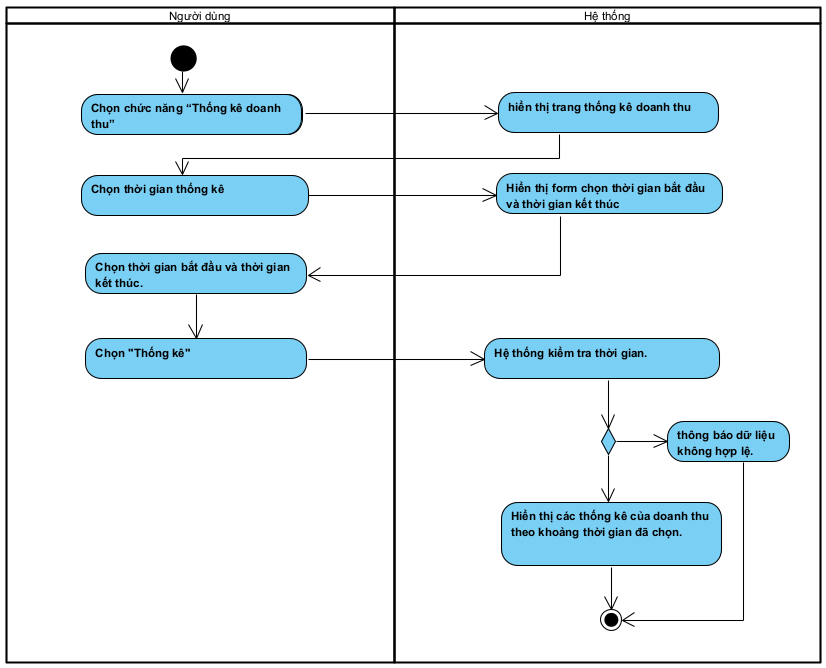 Người dùng
Hệ thống
Chọn chức năng “Thống kê doanh
thu”
hiển thị trang thống kê doanh thu
Chọn thời gian thống kê
Hiển thị form chọn thời gian bắt đầu
và thời gian kết thúc
Chọn thời gian bắt đầu và thời gian
kết thúc.
Chọn "Thống kê"
Hệ thống kiểm tra thời gian.
thông báo dữ liệu
không hợp lệ.
Hiển thị các thống kê của doanh thu
theo khoảng thời gian đã chọn.